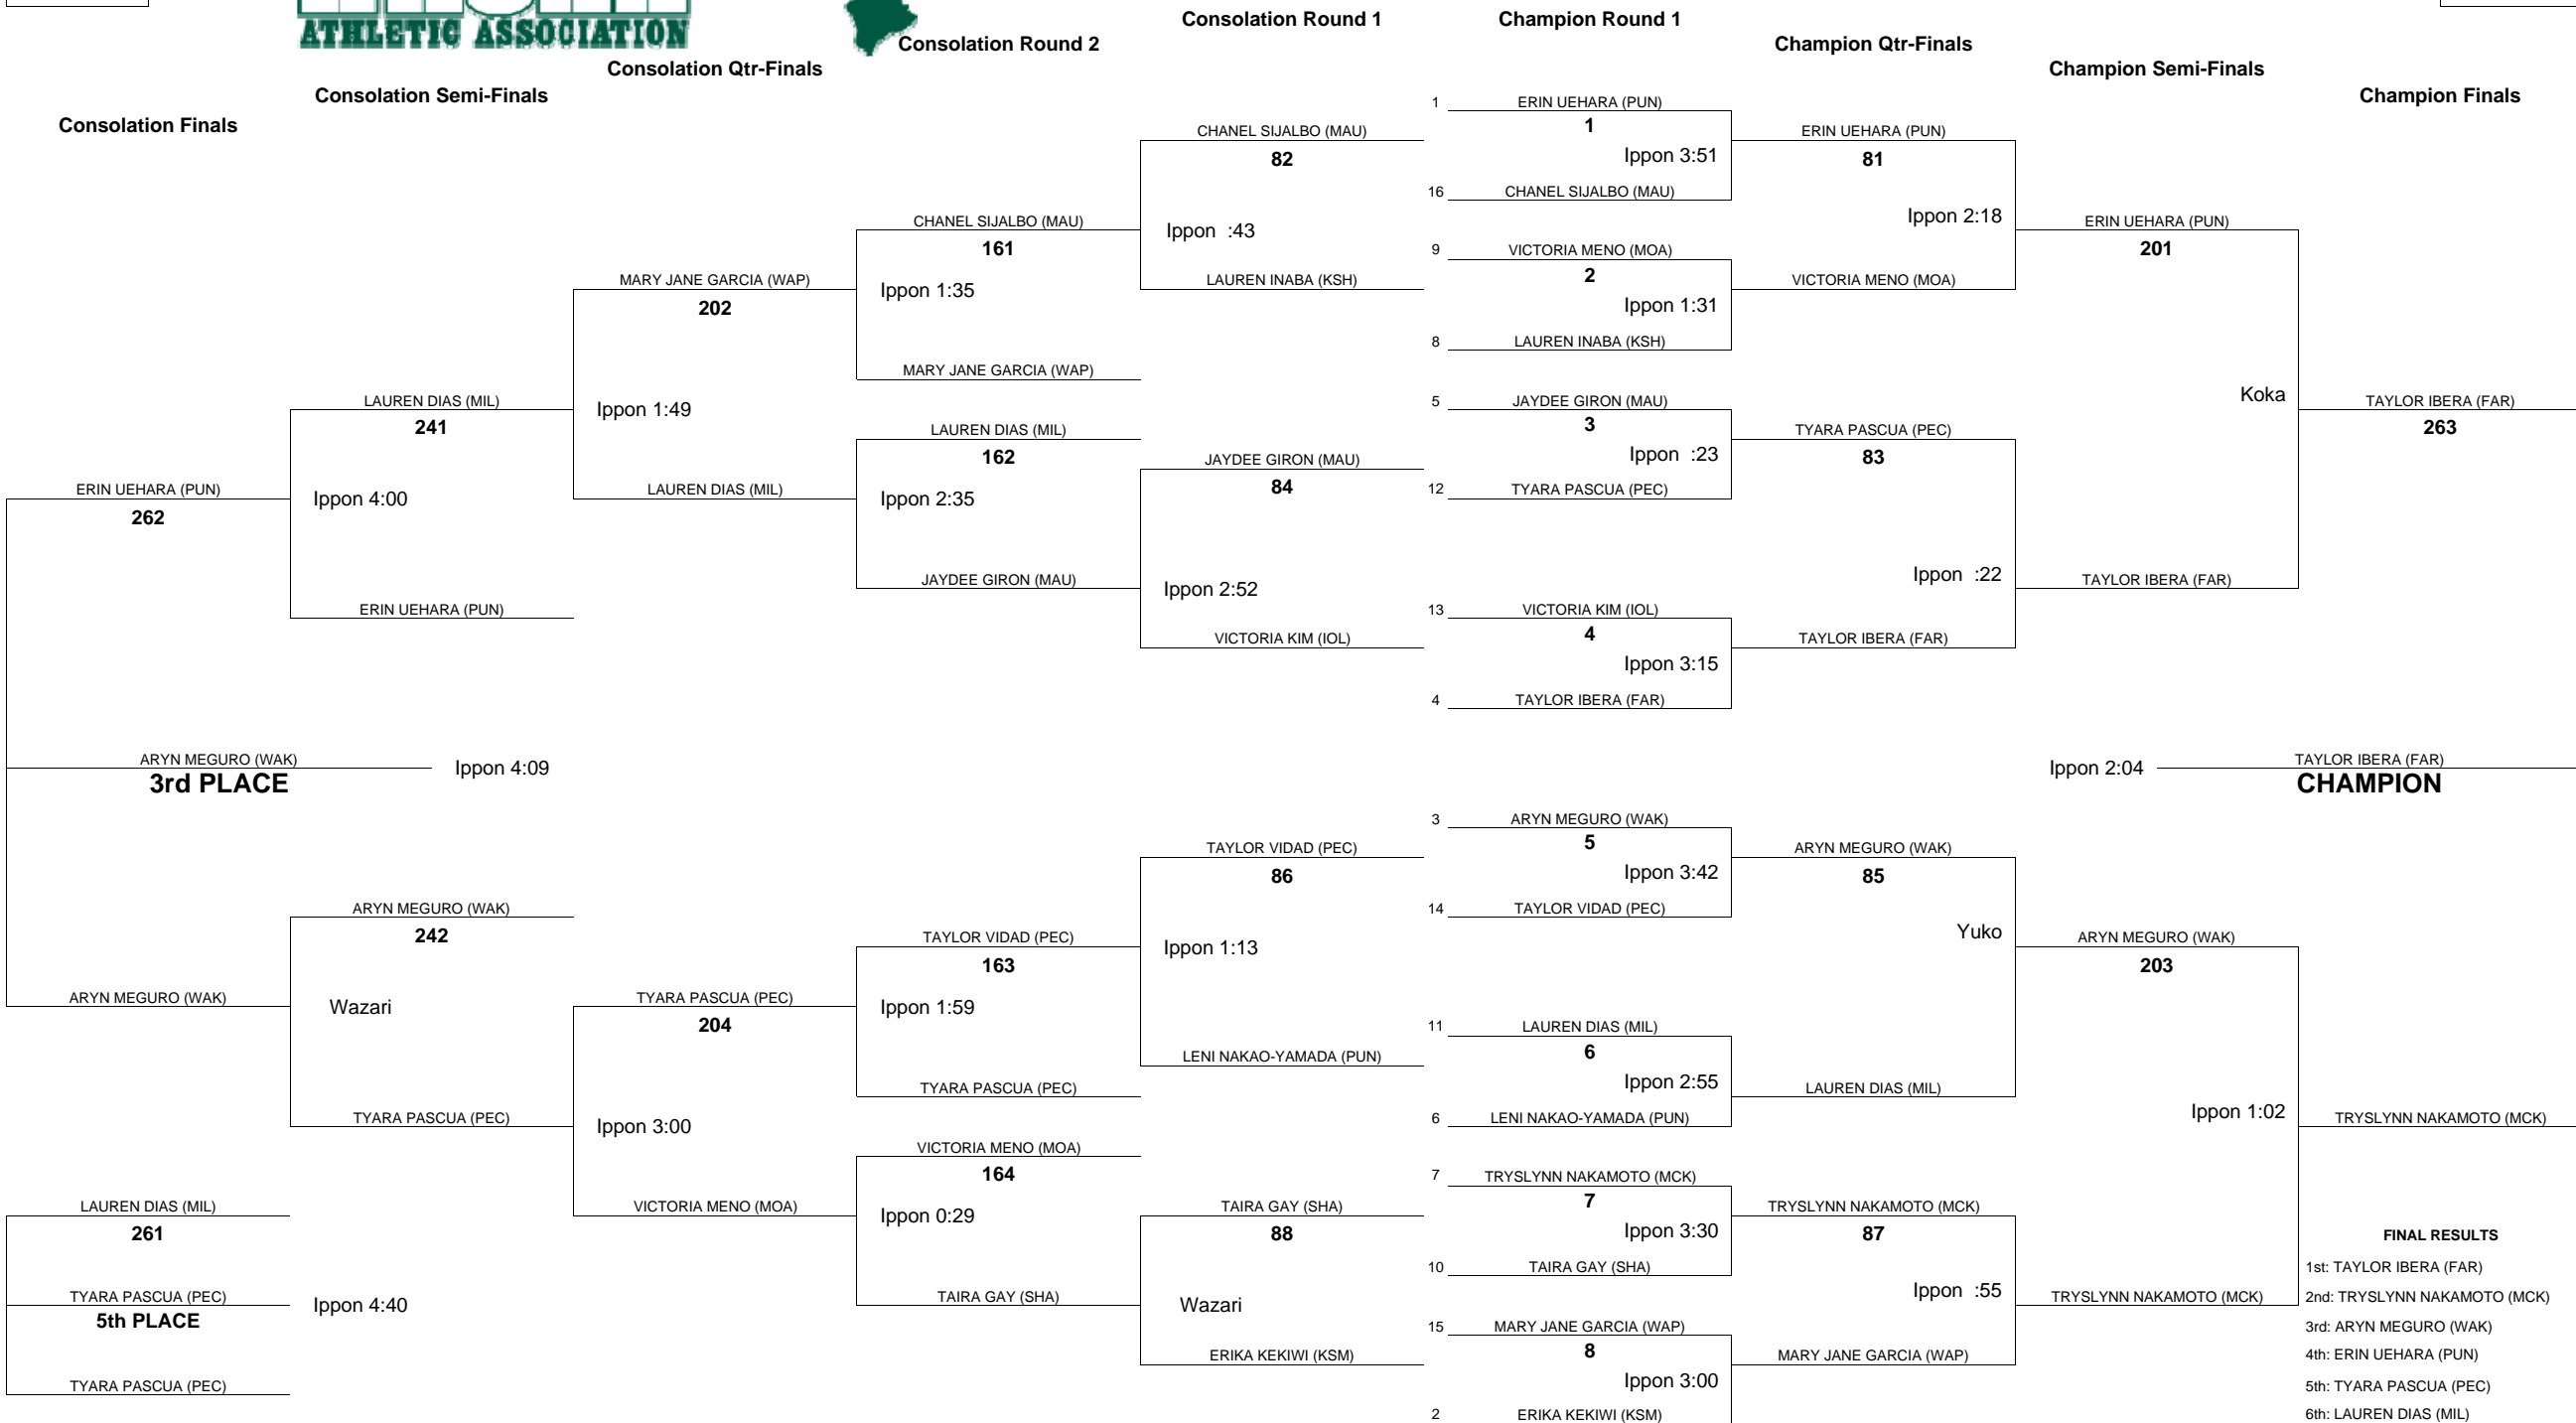 ATHLETIC ASSOCIATION
Consolation Round 1
Champion Round 1
Consolation Round 2
Champion Qtr-Finals
Consolation Qtr-Finals
Champion Semi-Finals
Consolation Semi-Finals
Champion Finals
Consolation Finals
ERIN UEHARA (PUN)
262
ARYN MEGURO (WAK)
3rd PLACE
Ippon 4:09
ARYN MEGURO (WAK)
LAUREN DIAS (MIL)
261
TYARA PASCUA (PEC)
5th PLACE
Ippon 4:40
TYARA PASCUA (PEC)
LAUREN DIAS (MIL)
241
Ippon 4:00
ERIN UEHARA (PUN)
ARYN MEGURO (WAK)
242
Wazari
TYARA PASCUA (PEC)
MARY JANE GARCIA (WAP)
202
Ippon 1:49
LAUREN DIAS (MIL)
TYARA PASCUA (PEC)
204
Ippon 3:00
VICTORIA MENO (MOA)
CHANEL SIJALBO (MAU)
161
Ippon 1:35
MARY JANE GARCIA (WAP)
LAUREN DIAS (MIL)
162
Ippon 2:35
JAYDEE GIRON (MAU)
TAYLOR VIDAD (PEC)
163
Ippon 1:59
TYARA PASCUA (PEC)
VICTORIA MENO (MOA)
164
Ippon 0:29
TAIRA GAY (SHA)
CHANEL SIJALBO (MAU)
82
Ippon :43
LAUREN INABA (KSH)
JAYDEE GIRON (MAU)
84
Ippon 2:52
VICTORIA KIM (IOL)
TAYLOR VIDAD (PEC)
86
Ippon 1:13
LENI NAKAO-YAMADA (PUN)
TAIRA GAY (SHA)
88
Wazari
ERIKA KEKIWI (KSM)
1 ERIN UEHARA (PUN)
1
Ippon 3:51
16 CHANEL SIJALBO (MAU)
9 VICTORIA MENO (MOA)
2
Ippon 1:31
8 LAUREN INABA (KSH)
5 JAYDEE GIRON (MAU)
3
Ippon :23
12 TYARA PASCUA (PEC)
13 VICTORIA KIM (IOL)
4
Ippon 3:15
4 TAYLOR IBERA (FAR)
3 ARYN MEGURO (WAK)
5
Ippon 3:42
14 TAYLOR VIDAD (PEC)
11 LAUREN DIAS (MIL)
6
Ippon 2:55
6 LENI NAKAO-YAMADA (PUN)
7 TRYSLYNN NAKAMOTO (MCK)
7
Ippon 3:30
10 TAIRA GAY (SHA)
15 MARY JANE GARCIA (WAP)
8
Ippon 3:00
2 ERIKA KEKIWI (KSM)
ERIN UEHARA (PUN)
81
Ippon 2:18
VICTORIA MENO (MOA)
TYARA PASCUA (PEC)
83
Ippon :22
TAYLOR IBERA (FAR)
ARYN MEGURO (WAK)
85
Yuko
LAUREN DIAS (MIL)
TRYSLYNN NAKAMOTO (MCK)
87
Ippon :55
MARY JANE GARCIA (WAP)
ERIN UEHARA (PUN)
201
Koka
TAYLOR IBERA (FAR)
ARYN MEGURO (WAK)
203
Ippon 1:02
TRYSLYNN NAKAMOTO (MCK)
TAYLOR IBERA (FAR)
263
Ippon 2:04
TAYLOR IBERA (FAR)
CHAMPION
TRYSLYNN NAKAMOTO (MCK)
FINAL RESULTS
1st: TAYLOR IBERA (FAR)
2nd: TRYSLYNN NAKAMOTO (MCK)
3rd: ARYN MEGURO (WAK)
4th: ERIN UEHARA (PUN)
5th: TYARA PASCUA (PEC)
6th: LAUREN DIAS (MIL)